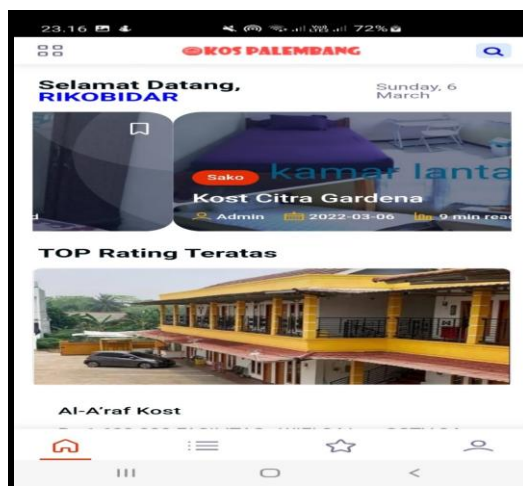 23.16
72%
KOS PALEMBANG
Selamat Datang,
RIKOBIDAR
Sunday, 6
March
Sako
kamar lanta
Kost Citra Gardena
d
Admin
2022-03-06
9 min read
TOP Rating Teratas
Al-A'raf Kost